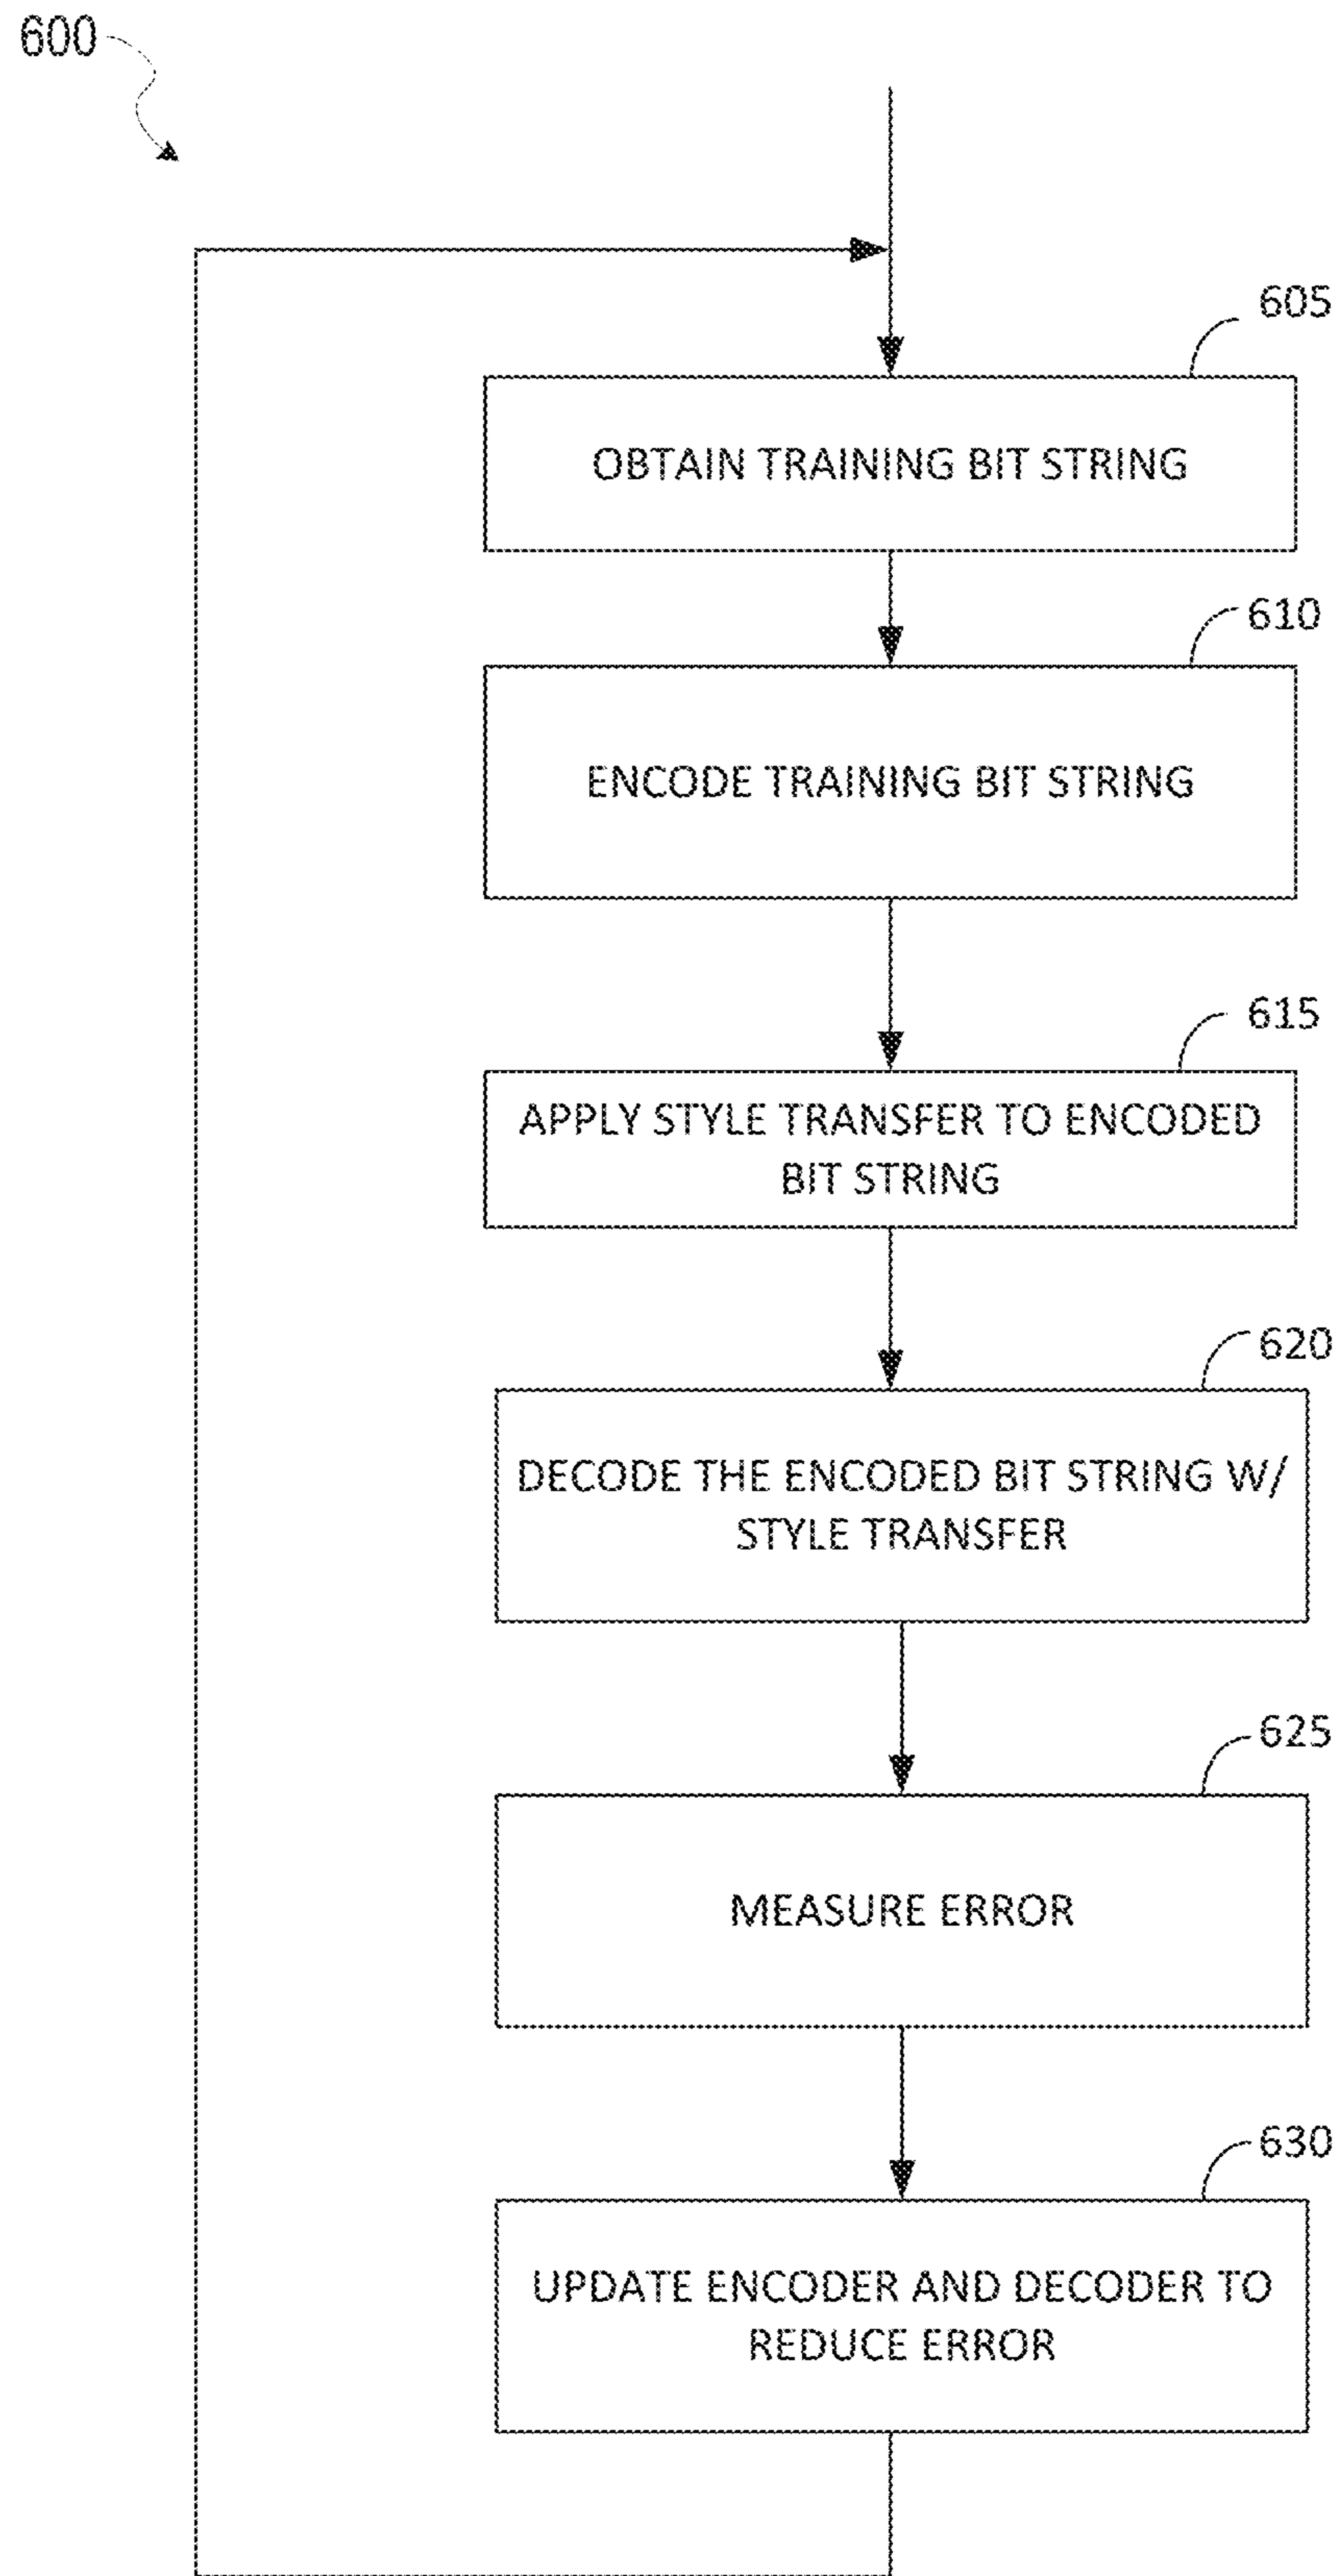 600
605
OBTAIN TRAINING BIT STRING
610
ENCODE TRAINING BIT STRING
615
APPLY STYLE TRANSFER TO ENCODED
BIT STRING
620
DECODE THE ENCODED BIT STRING W/
STYLE TRANSFER
625
MEASURE ERROR
630
UPDATE ENCODER AND DECODER TO
REDUCE ERROR